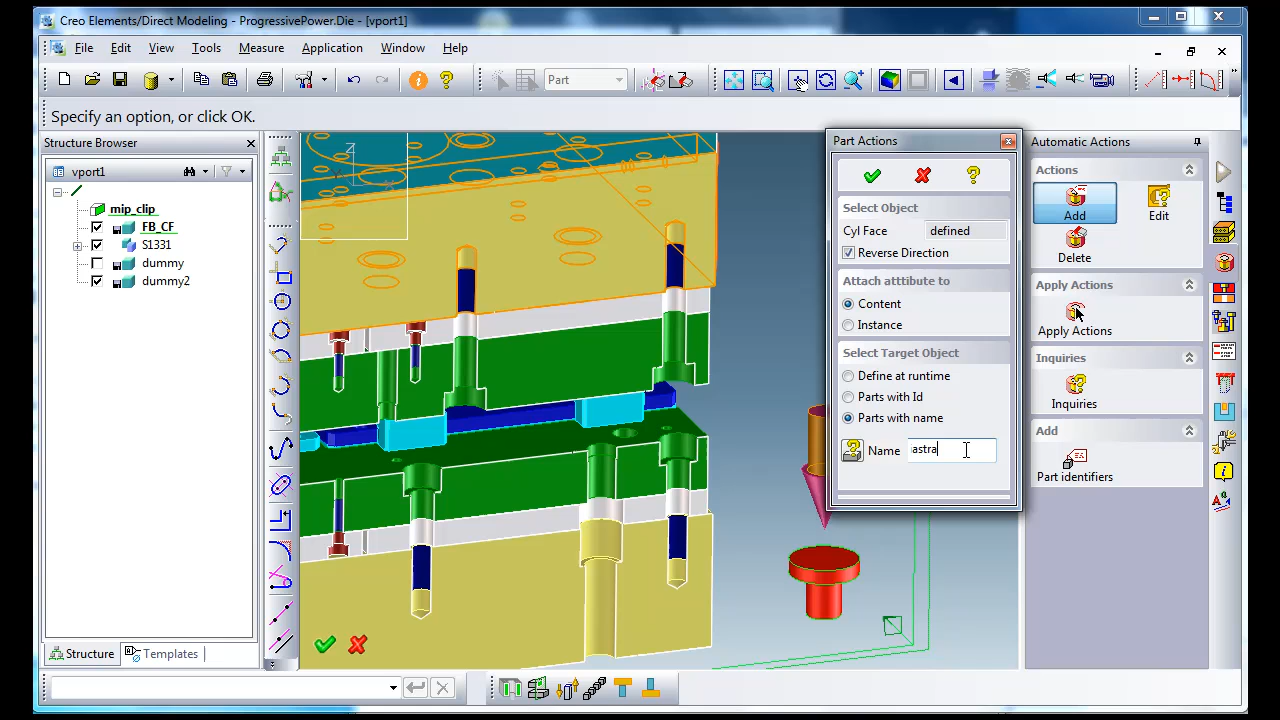 Creo Elements/Direct Modeling - ProgressivePower.Die - [vport1]
File Edit View Tools Measure Application Window Help
Part
Specify an option, or click OK.
Structure Browser
vport1
mip_clip
FB_CF
S1331
dummy
dummy2
Structure
Templates
Z
Part Actions
Select Object
Cyl Face defined
Reverse Direction
Attach atttibute to
Content
Instance
Select Target Object
Define at runtime
Parts with Id
Parts with name
Name astra
Automatic Actions
Actions
Add
Edit
Delete
Apply Actions
Apply Actions
Inquiries
Inquiries
Add
Part identifiers